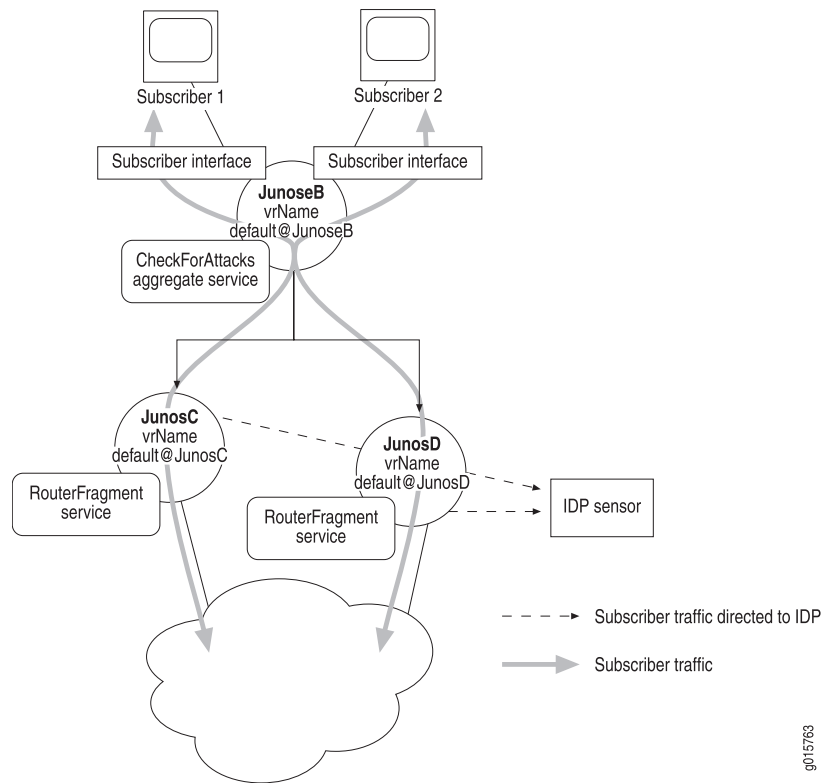 Subscriber 1
Subscriber 2
Subscriber interface
Subscriber interface
JunoseB
vrName
default@JunoseB
CheckForAttacks
aggregate service
JunosC
vrName
default@JunosC
JunosD
vrName
default@JunosD
RouterFragment
service
RouterFragment
service
IDP sensor
Subscriber traffic directed to IDP
Subscriber traffic
g015763